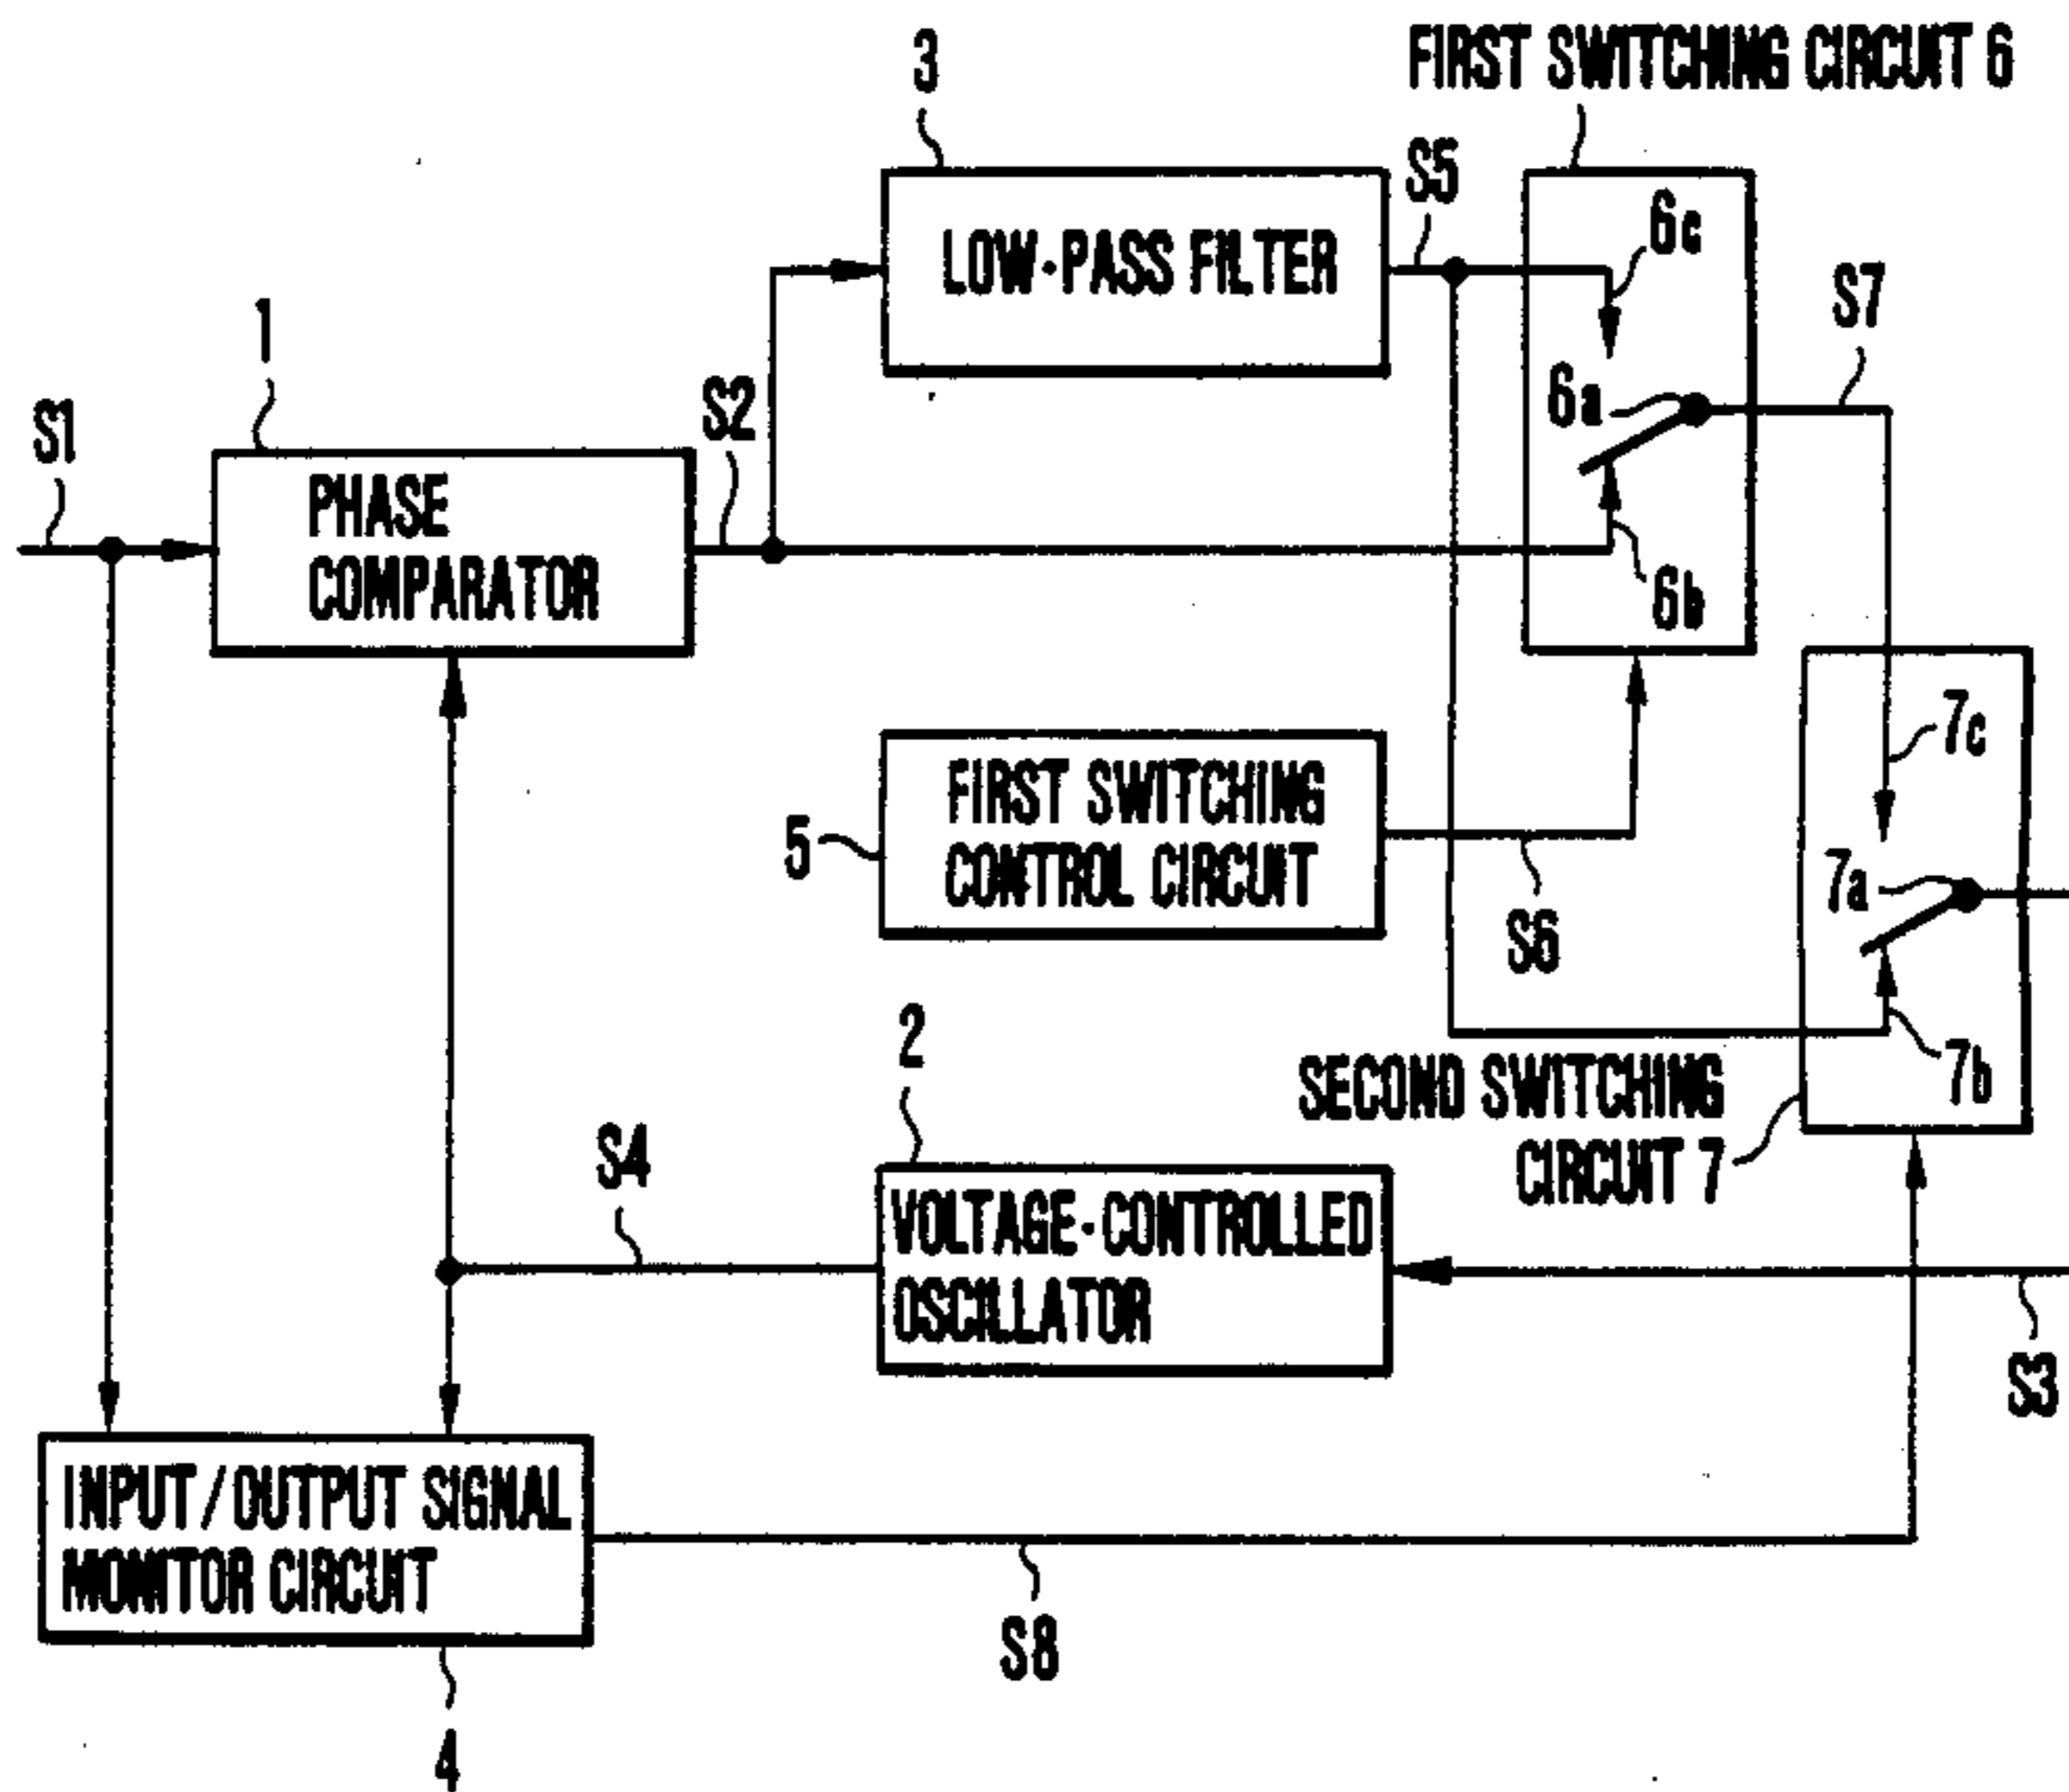 3
FIRST SWITCHING CIRCUIT 6
S5
6c
LOW-PASS FILTER
S7
1
S1
S2
6a
PHASE
COMPARATOR
6b
7c
FIRST SWITCHING
CONTROL CIRCUIT
5
7a
S6
2
7b
SECOND SWITCHING
CIRCUIT 7
S4
VOLTAGE-CONTROLLED
OSCILLATOR
S3
INPUT/OUTPUT SIGNAL
MONITOR CIRCUIT
S8
4